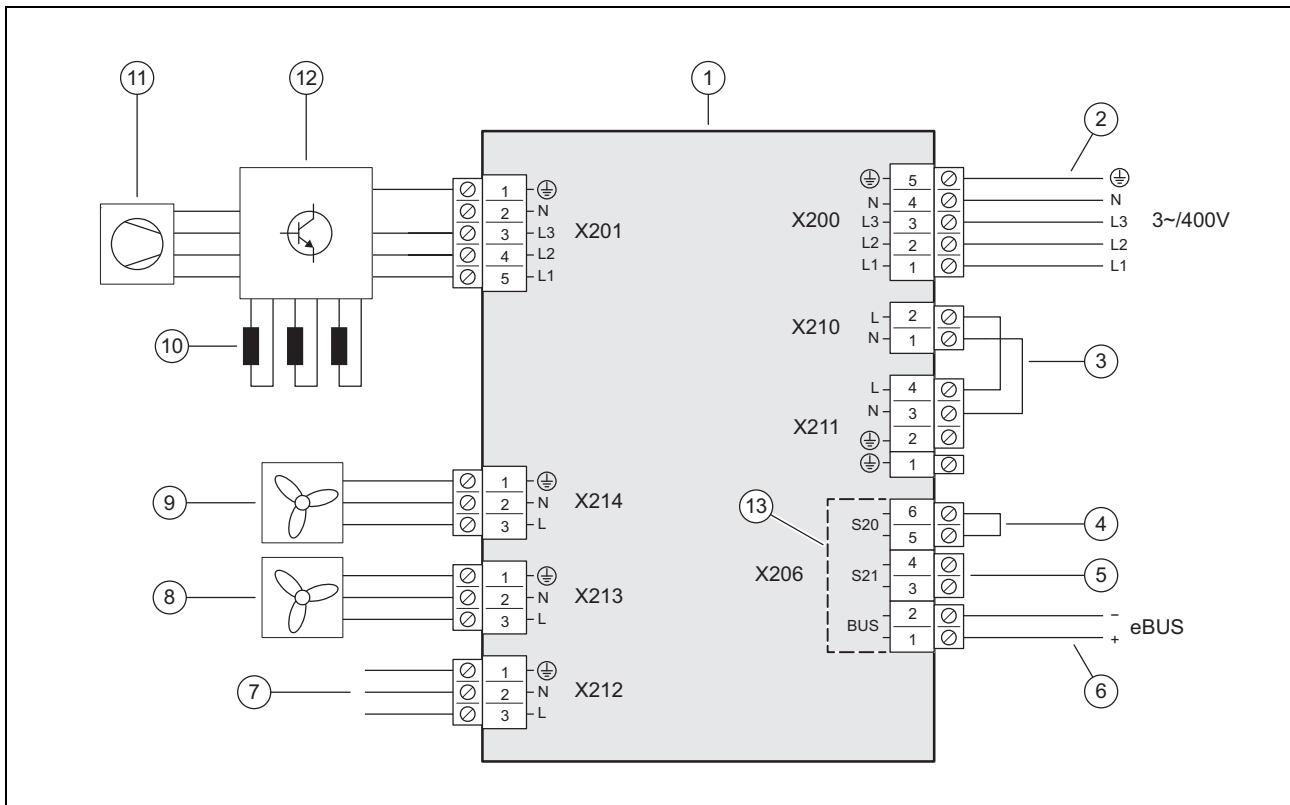 11
12
1
2
1
2 N
3 L3
4 L2
5 L1
X201
10
X200
5
N 4
L3 3
L2 2
L1 1
N
L3
L2
L1
3~/400V
X210
L 2
N 1
3
X211
L 4
N 3
2
1
9
1
2 N
3 L
X214
8
1
2 N
3 L
X213
7
1
2 N
3 L
X212
13
X206
S20
6
5
4
S21
4
3
5
BUS
2
1
−
+
eBUS
6